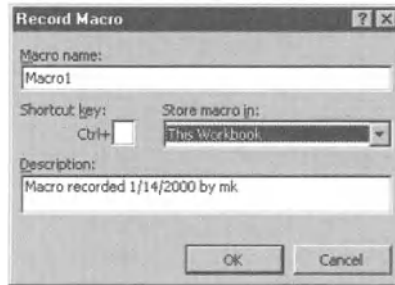 Record Macro
Macro name:
Macro1
Shortcut key: Store macro in:
Ctrl+ This Workbook
Description:
Macro recorded 1/14/2000 by mk
OK Cancel